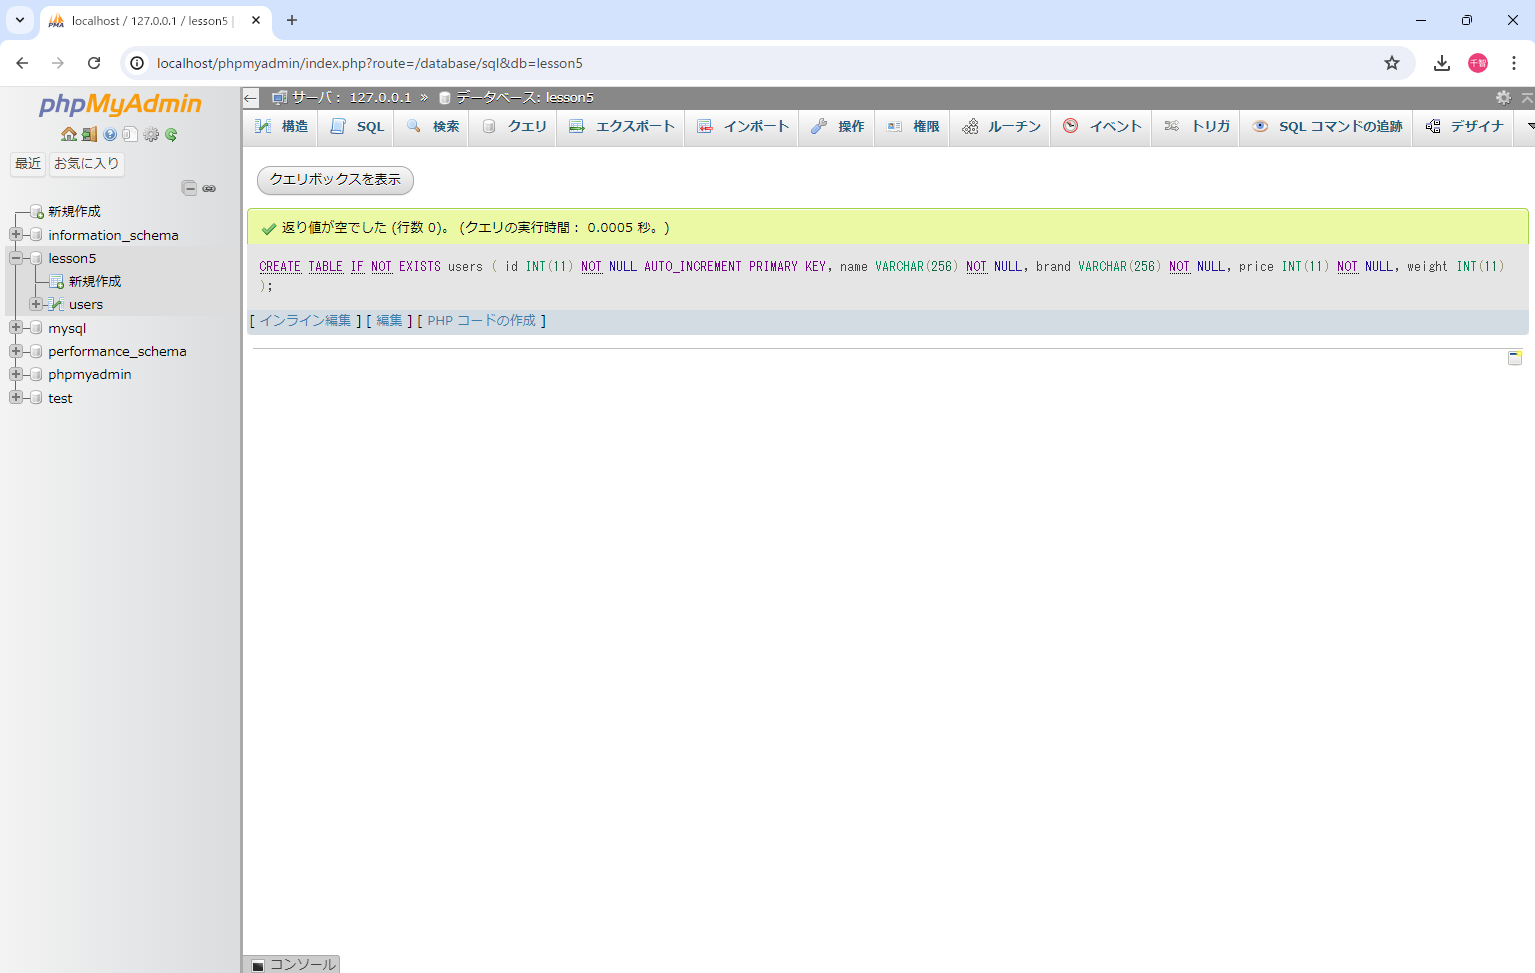 localhost / 127.0.0.1 / lesson5 |
localhost/phpmyadmin/index.php?route=/database/sql&db=lesson5
千智
phpMyAdmin
最近 お気に入り
新規作成
information_schema
lesson5
新規作成
users
mysql
performance_schema
phpmyadmin
test
サーバ: 127.0.0.1 » データベース: lesson5
構造 SQL 検索 クエリ エクスポート インポート 操作 権限 ルーチン イベント トリガ SQL コマンドの追跡 デザイナ
クエリボックスを表示
返り値が空でした (行数 0)。 (クエリの実行時間: 0.0005 秒。)
CREATE TABLE IF NOT EXISTS users ( id INT(11) NOT NULL AUTO_INCREMENT PRIMARY KEY, name VARCHAR(256) NOT NULL, brand VARCHAR(256) NOT NULL, price INT(11) NOT NULL, weight INT(11)
);
[ インライン編集 ] [ 編集 ] [ PHP コードの作成 ]
コンソール